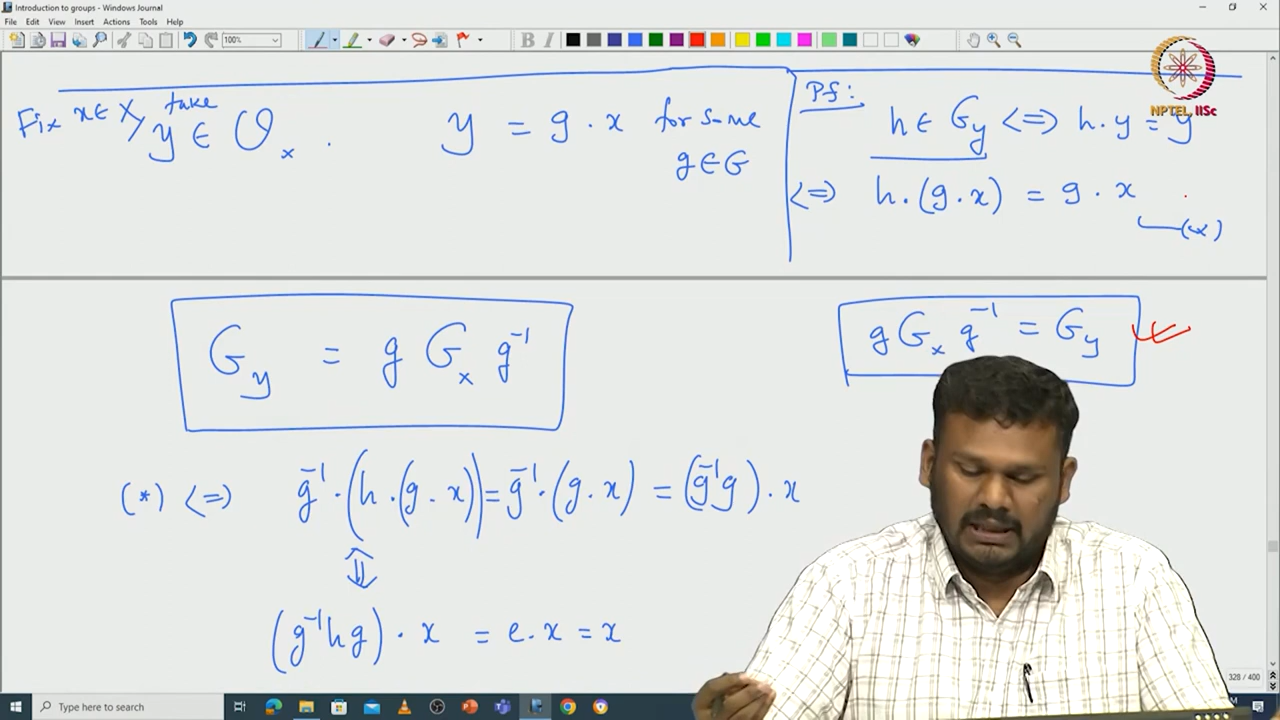 Introduction to groups - Windows Journal
File Edit View Insert Actions Tools Help
100%
B I
NPTEL, IISc
Fix x ∈ X, take y ∈ O_x .
y = g · x for some g ∈ G
Pf:
h ∈ G_y <=> h · y = y
<=> h · (g · x) = g · x —(*)
G_y = g G_x g^-1
g G_x g^-1 = G_y
(*) <=> g^-1 · (h · (g · x)) = g^-1 · (g · x) = (g^-1 g) · x
⇕
(g^-1 h g) · x = e · x = x
328 / 400
Type here to search